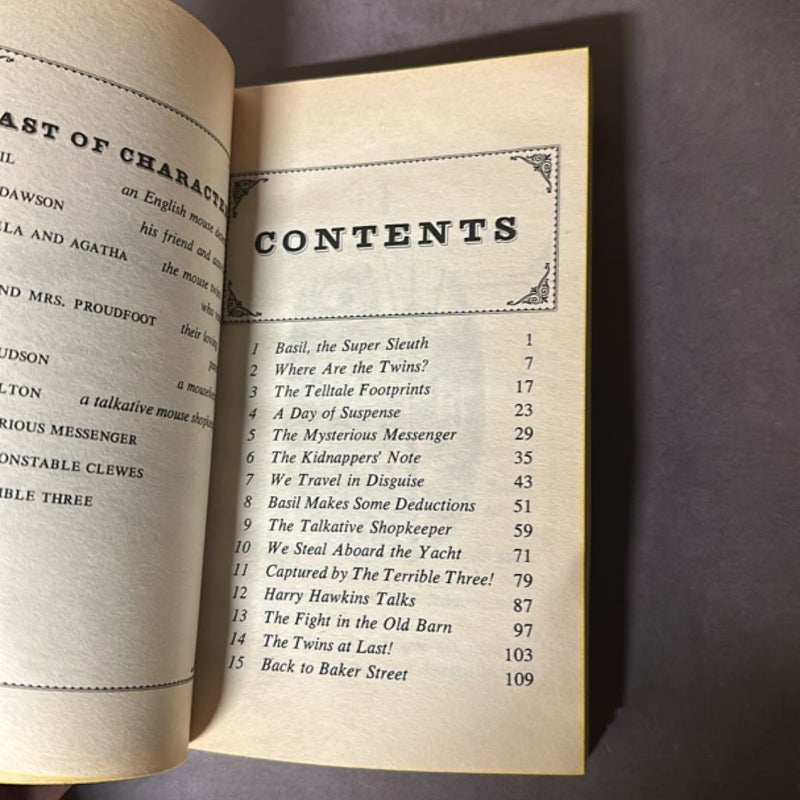 AST OF CHARACTE
IL
an English mouse
DAWSON
his friend and
LA AND AGATHA
the mouse
who
ND MRS. PROUDFOOT
their loving
UDSON
a
LTON
a talkative mouse
RIOUS MESSENGER
ONSTABLE CLEWES
IBLE THREE
CONTENTS
1 Basil, the Super Sleuth 1
2 Where Are the Twins? 7
3 The Telltale Footprints 17
4 A Day of Suspense 23
5 The Mysterious Messenger 29
6 The Kidnappers' Note 35
7 We Travel in Disguise 43
8 Basil Makes Some Deductions 51
9 The Talkative Shopkeeper 59
10 We Steal Aboard the Yacht 71
11 Captured by The Terrible Three! 79
12 Harry Hawkins Talks 87
13 The Fight in the Old Barn 97
14 The Twins at Last! 103
15 Back to Baker Street 109